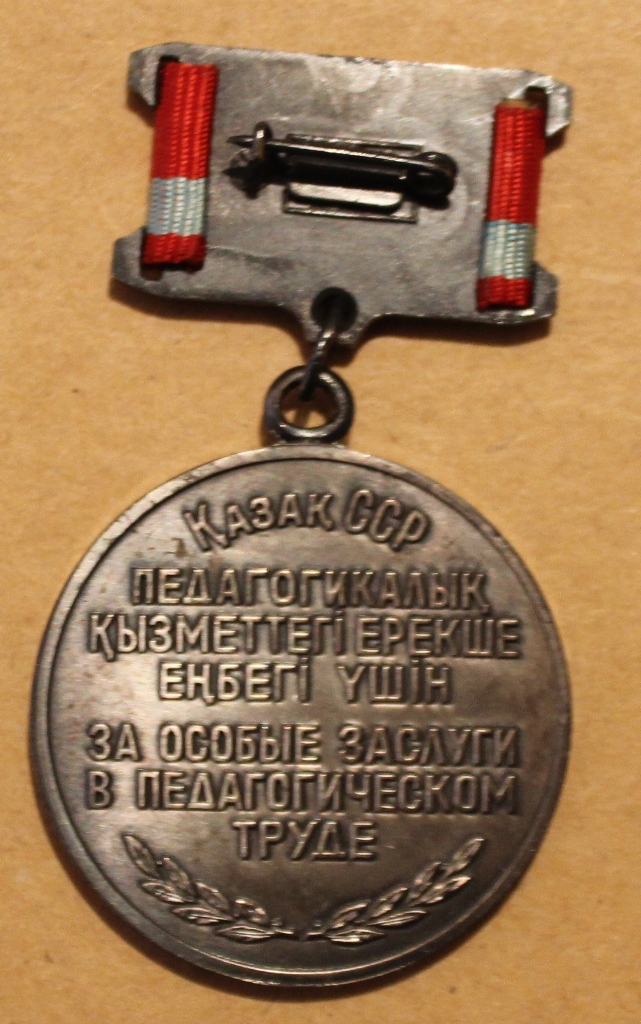 ҚАЗАҚ ССР
ПЕДАГОГИКАЛЫҚ
ҚЫЗМЕТТЕГІ ЕРЕКШЕ
ЕҢБЕГІ ҮШІН
ЗА ОСОБЫЕ ЗАСЛУГИ
В ПЕДАГОГИЧЕСКОМ
ТРУДЕ